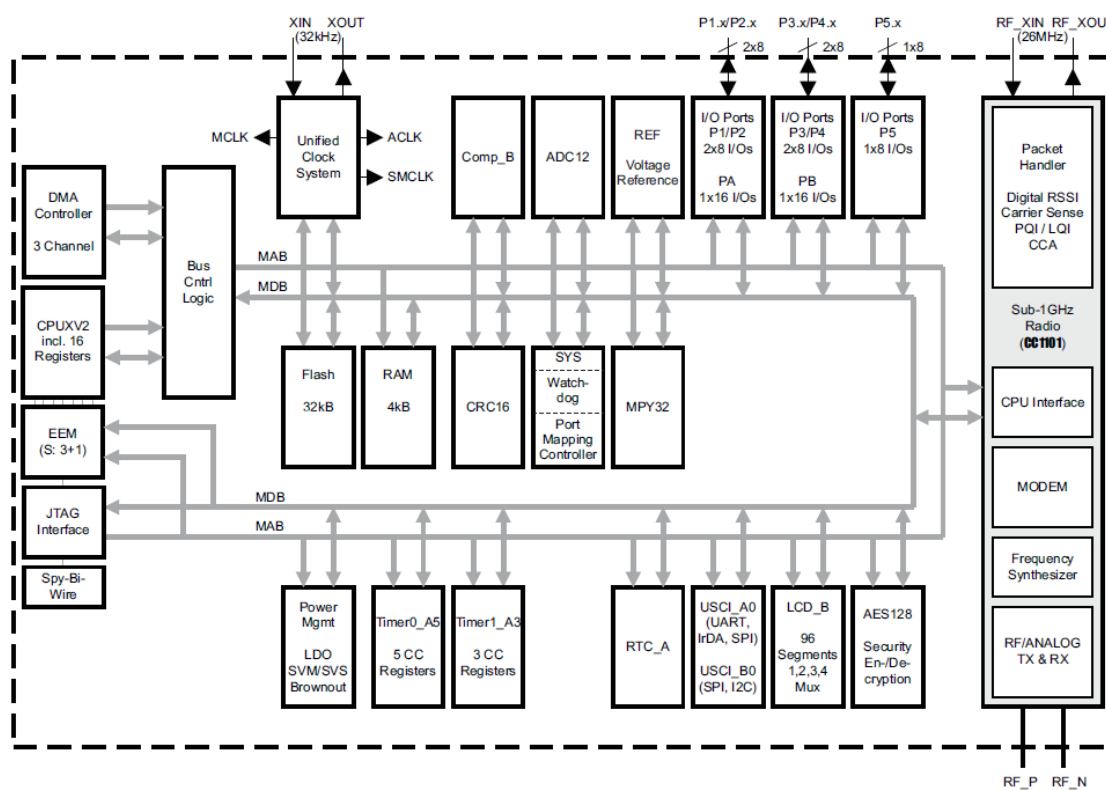 XIN XOUT
(32kHz)
P1.x/P2.x
2x8
P3.x/P4.x
2x8
P5.x
1x8
RF_XIN RF_XOU
(26MHz)
MCLK
Unified
Clock
System
ACLK
SMCLK
Comp_B
ADC12
REF
Voltage
Reference
I/O Ports
P1/P2
2x8 I/Os
PA
1x16 I/Os
I/O Ports
P3/P4
2x8 I/Os
PB
1x16 I/Os
I/O Ports
P5
1x8 I/Os
Packet
Handler
Digital RSSI
Carrier Sense
PQI / LQI
CCA
DMA
Controller
3 Channel
Bus
Cntrl
Logic
MAB
MDB
CPUXV2
incl. 16
Registers
Flash
32kB
RAM
4kB
CRC16
SYS
Watch-
dog
Port
Mapping
Controller
MPY32
Sub-1GHz
Radio
(CC1101)
CPU Interface
EEM
(S: 3+1)
JTAG
Interface
Spy-Bi-
Wire
MDB
MAB
MODEM
Frequency
Synthesizer
RF/ANALOG
TX & RX
Power
Mgmt
LDO
SVM/SVS
Brownout
Timer0_A5
5 CC
Registers
Timer1_A3
3 CC
Registers
RTC_A
USCI_A0
(UART,
IrDA, SPI)
USCI_B0
(SPI, I2C)
LCD_B
96
Segments
1,2,3,4
Mux
AES128
Security
En-/De-
cryption
RF_P RF_N